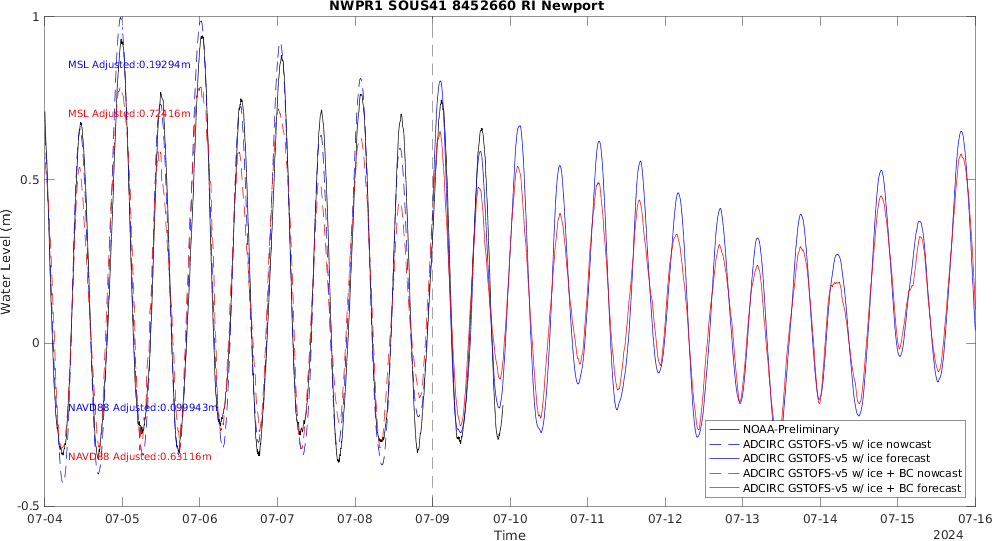 NWPR1 SOUS41 8452660 RI Newport
1
0.5
0
-0.5
Water Level (m)
MSL Adjusted:0.19294m
MSL Adjusted:0.72416m
NAVD88 Adjusted:0.099943m
NAVD88 Adjusted:0.63116m
NOAA-Preliminary
ADCIRC GSTOFS-v5 w/ ice nowcast
ADCIRC GSTOFS-v5 w/ ice forecast
ADCIRC GSTOFS-v5 w/ ice + BC nowcast
ADCIRC GSTOFS-v5 w/ ice + BC forecast
07-04 07-05 07-06 07-07 07-08 07-09 07-10 07-11 07-12 07-13 07-14 07-15 07-16
Time
2024